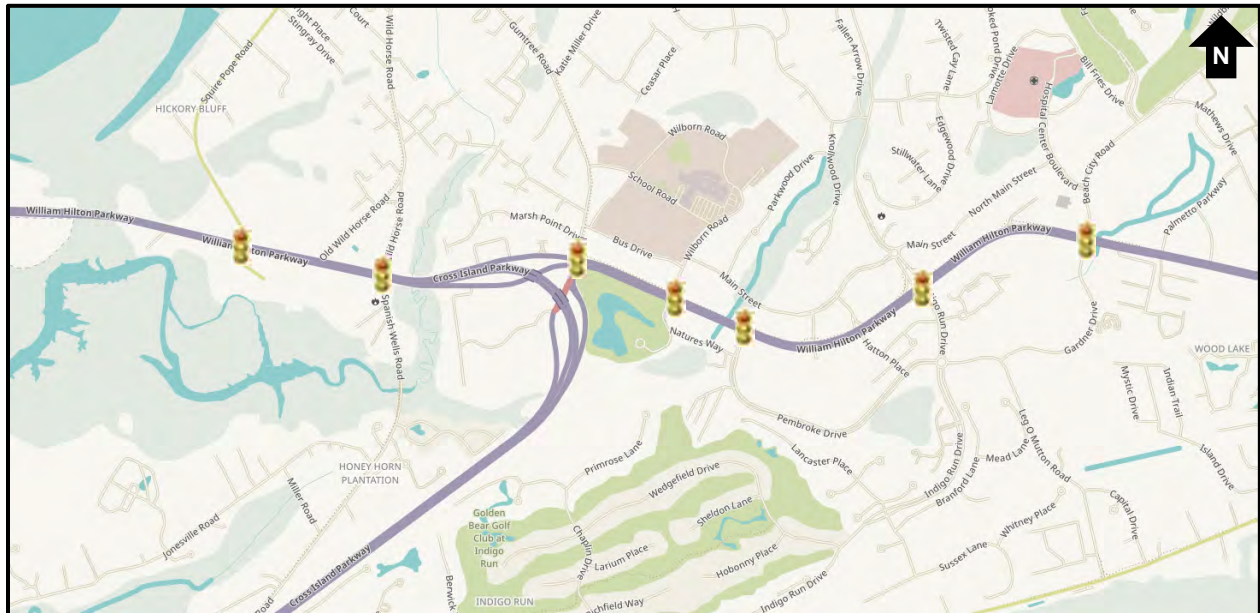 Court
Stingray Drive
Squire Pope Road
Wild Horse Road
Gumtree Road
Katie Miller Drive
Ceasar Place
Fallen Arrow Drive
Twisted Cay Lane
Lamotte Drive
Bill Fries Drive
N
HICKORY BLUFF
Hospital Center Boulevard
Mathews Drive
Wilborn Road
Edgewood Drive
Knollwood Drive
Beach City Road
Stillwater Lane
School Road
Parkwood Drive
North Main Street
Palmetto Parkway
William Hilton Parkway
Marsh Point Drive
Old Wild Horse Road
Wilborn Road
Bus Drive
Main Street
William Hilton Parkway
William Hilton Parkway
Cross Island Parkway
Main Street
Spanish Wells Road
Natures Way
William Hilton Parkway
Hatton Place
Gardner Drive
WOOD LAKE
Mystic Drive
Indian Trail
Pembroke Drive
Leg O Mutton Road
Lancaster Place
Primrose Lane
Mead Lane
Island Drive
Indigo Run Drive
Branford Lane
HONEY HORN
PLANTATION
Miller Road
Wedgefield Drive
Sheldon Lane
Whitney Place
Capital Drive
Jonesville Road
Golden
Bear Golf
Club at
Indigo
Run
Chaplin Drive
Larium Place
Hobonny Place
Sussex Lane
Cross Island Parkway
Berwick
INDIGO RUN
Indigo Run Drive
Road